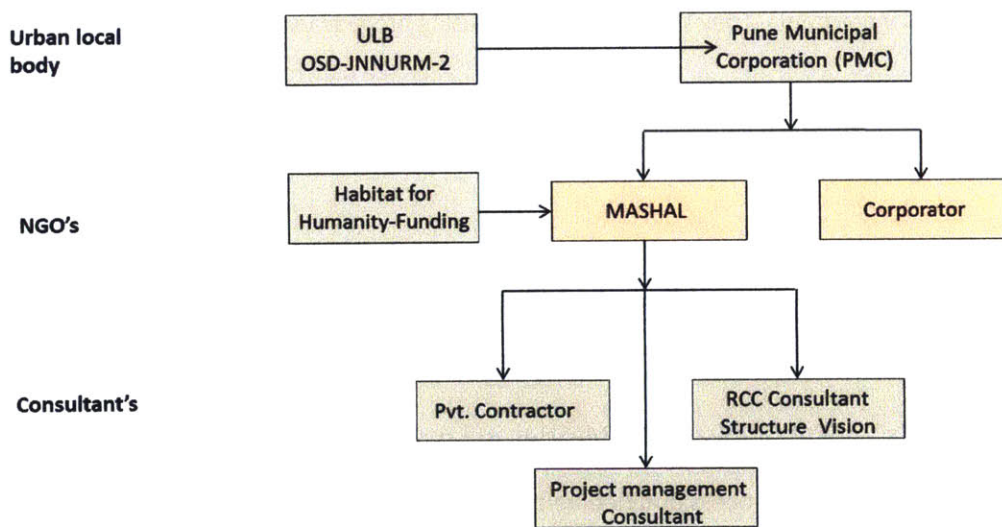 Urban local
body
ULB
OSD-JNNURM-2
Pune Municipal
Corporation (PMC)
NGO's
Habitat for
Humanity-Funding
MASHAL
Corporator
Consultant's
Pvt. Contractor
RCC Consultant
Structure Vision
Project management
Consultant